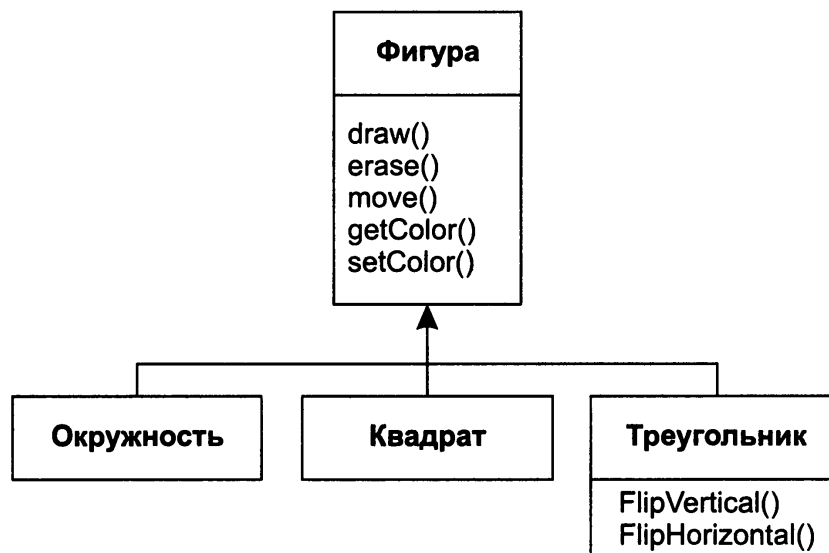 Фигура
draw()
erase()
move()
getColor()
setColor()
Окружность
Квадрат
Треугольник
FlipVertical()
FlipHorizontal()